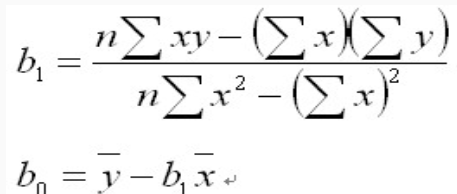 b₁ = (n∑xy − (∑x)(∑y)) / (n∑x² − (∑x)²)
b₀ = y̅ − b₁x̅ ↵